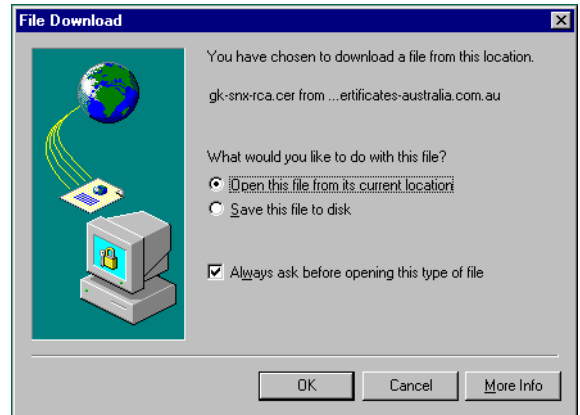 File Download
You have chosen to download a file from this location.
gk-snx-rca.cer from ...ertificates-australia.com.au
What would you like to do with this file?
Open this file from its current location
Save this file to disk
Always ask before opening this type of file
OK
Cancel
More Info